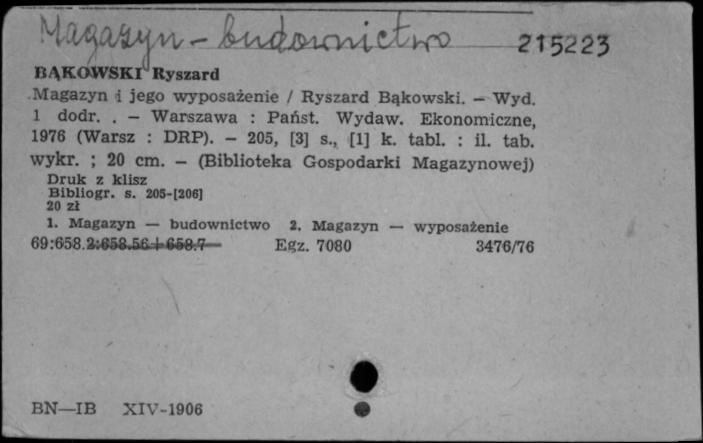 Magazyn – budownictwo 215223
BĄKOWSKI Ryszard
Magazyn i jego wyposażenie / Ryszard Bąkowski. — Wyd.
1 dodr. . — Warszawa : Państ. Wydaw. Ekonomiczne,
1976 (Warsz : DRP). — 205, [3] s., [1] k. tabl. : il. tab.
wykr. ; 20 cm. — (Biblioteka Gospodarki Magazynowej)
Druk z klisz
Bibliogr. s. 205-[206]
20 zł
1. Magazyn — budownictwo 2. Magazyn — wyposażenie
69:658.2:658.56+658.7 Egz. 7080 3476/76
BN—IB XIV-1906